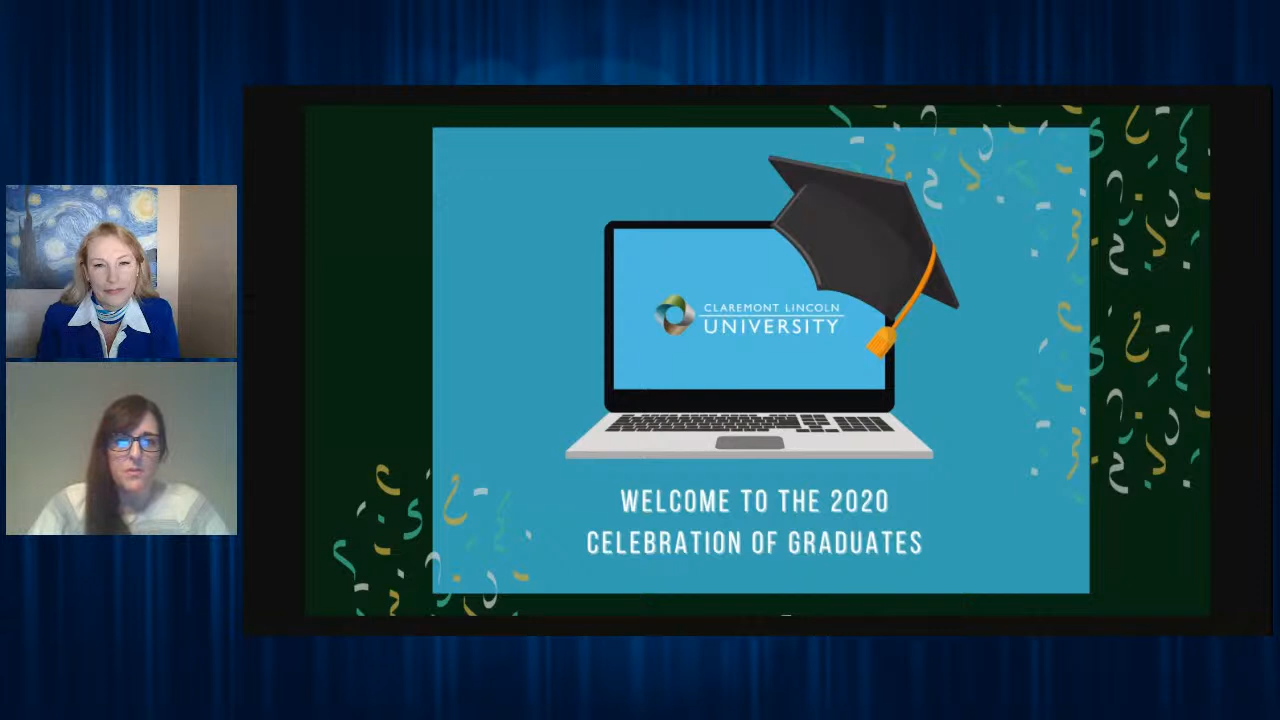 CLAREMONT LINCOLN
UNIVERSITY
WELCOME TO THE 2020
CELEBRATION OF GRADUATES